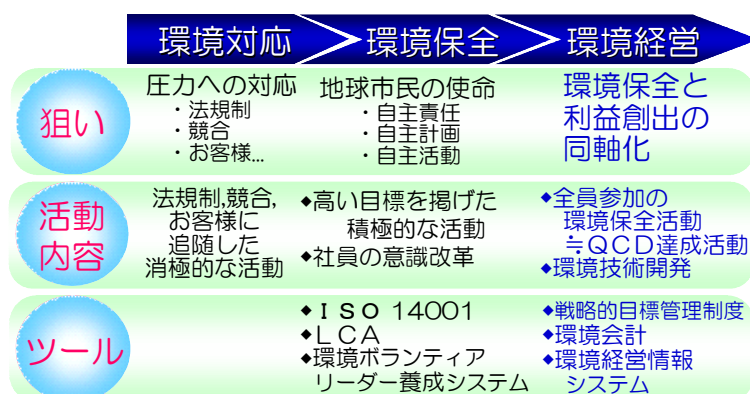 環境対応
環境保全
環境経営
狙い
圧力への対応
・法規制
・競合
・お客様...
地球市民の使命
・自主責任
・自主計画
・自主活動
環境保全と
利益創出の
同軸化
活動
内容
法規制,競合,
お客様に
追随した
消極的な活動
◆高い目標を掲げた
積極的な活動
◆社員の意識改革
◆全員参加の
環境保全活動
≒ＱＣＤ達成活動
◆環境技術開発
ツール
◆ＩＳＯ 14001
◆ＬＣＡ
◆環境ボランティア
リーダー養成システム
◆戦略的目標管理制度
◆環境会計
◆環境経営情報
システム